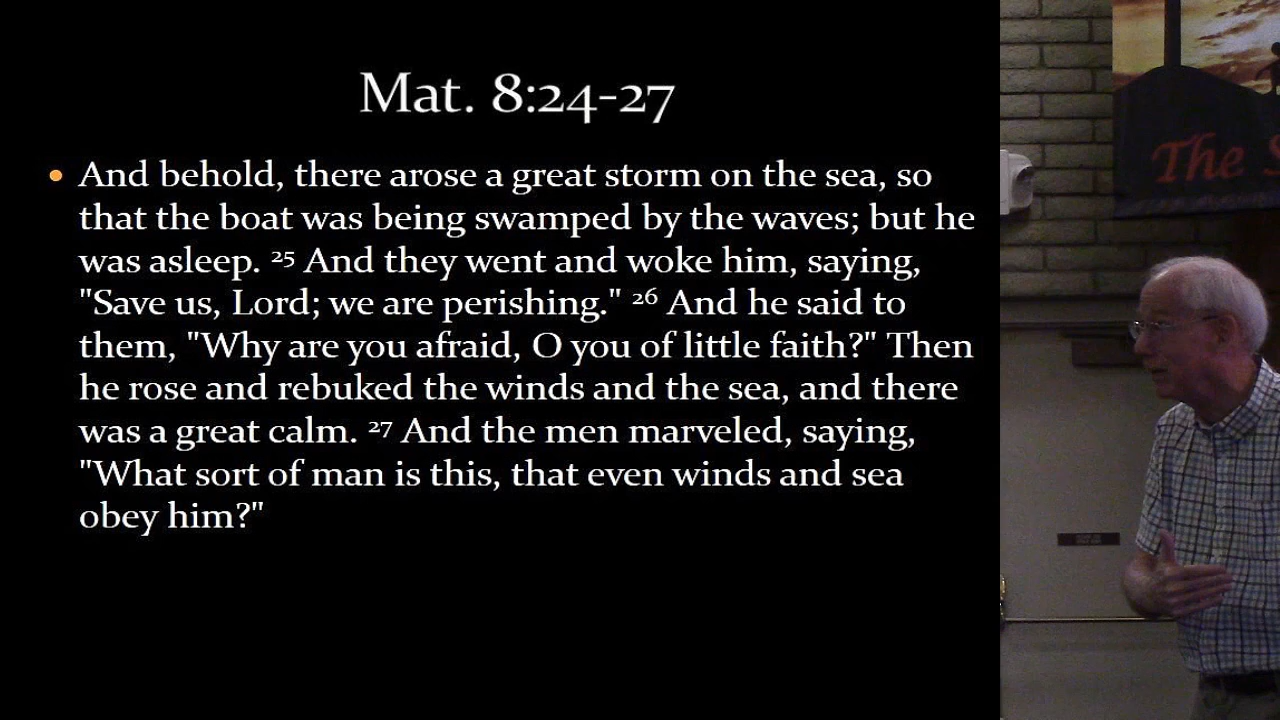 Mat. 8:24-27
• And behold, there arose a great storm on the sea, so
that the boat was being swamped by the waves; but he
was asleep. ²⁵ And they went and woke him, saying,
"Save us, Lord; we are perishing." ²⁶ And he said to
them, "Why are you afraid, O you of little faith?" Then
he rose and rebuked the winds and the sea, and there
was a great calm. ²⁷ And the men marveled, saying,
"What sort of man is this, that even winds and sea
obey him?"
The